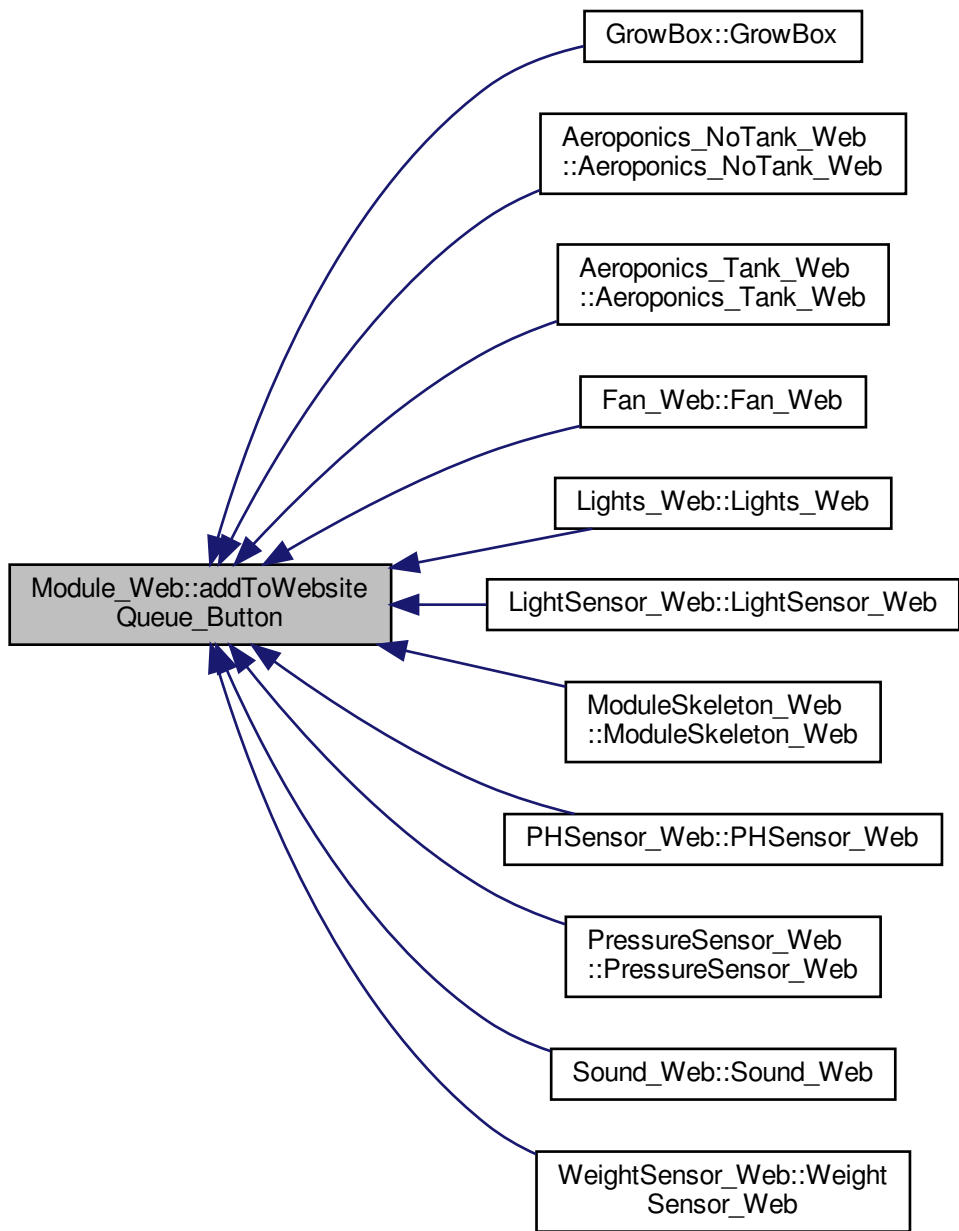 GrowBox::GrowBox
Aeroponics_NoTank_Web
::Aeroponics_NoTank_Web
Aeroponics_Tank_Web
::Aeroponics_Tank_Web
Fan_Web::Fan_Web
Lights_Web::Lights_Web
Module_Web::addToWebsite
Queue_Button
LightSensor_Web::LightSensor_Web
ModuleSkeleton_Web
::ModuleSkeleton_Web
PHSensor_Web::PHSensor_Web
PressureSensor_Web
::PressureSensor_Web
Sound_Web::Sound_Web
WeightSensor_Web::Weight
Sensor_Web